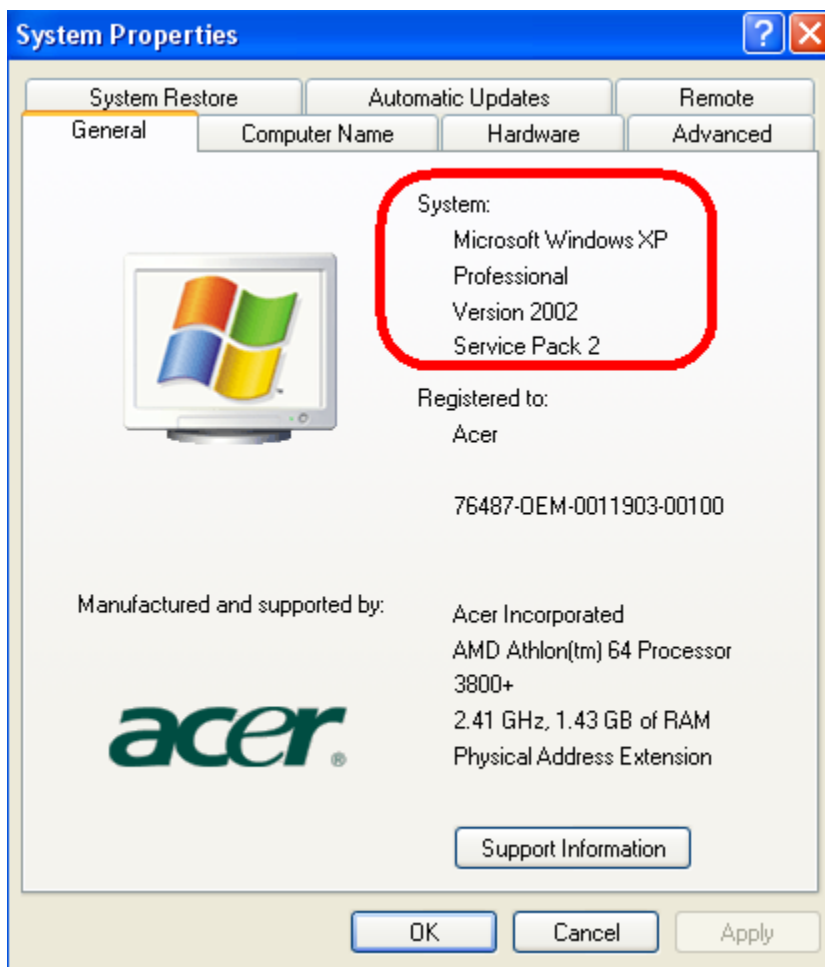 System Properties
?
System Restore
Automatic Updates
Remote
General
Computer Name
Hardware
Advanced
System:
Microsoft Windows XP
Professional
Version 2002
Service Pack 2
Registered to:
Acer
76487-OEM-0011903-00100
Manufactured and supported by:
acer®
Acer Incorporated
AMD Athlon(tm) 64 Processor
3800+
2.41 GHz, 1.43 GB of RAM
Physical Address Extension
Support Information
OK
Cancel
Apply